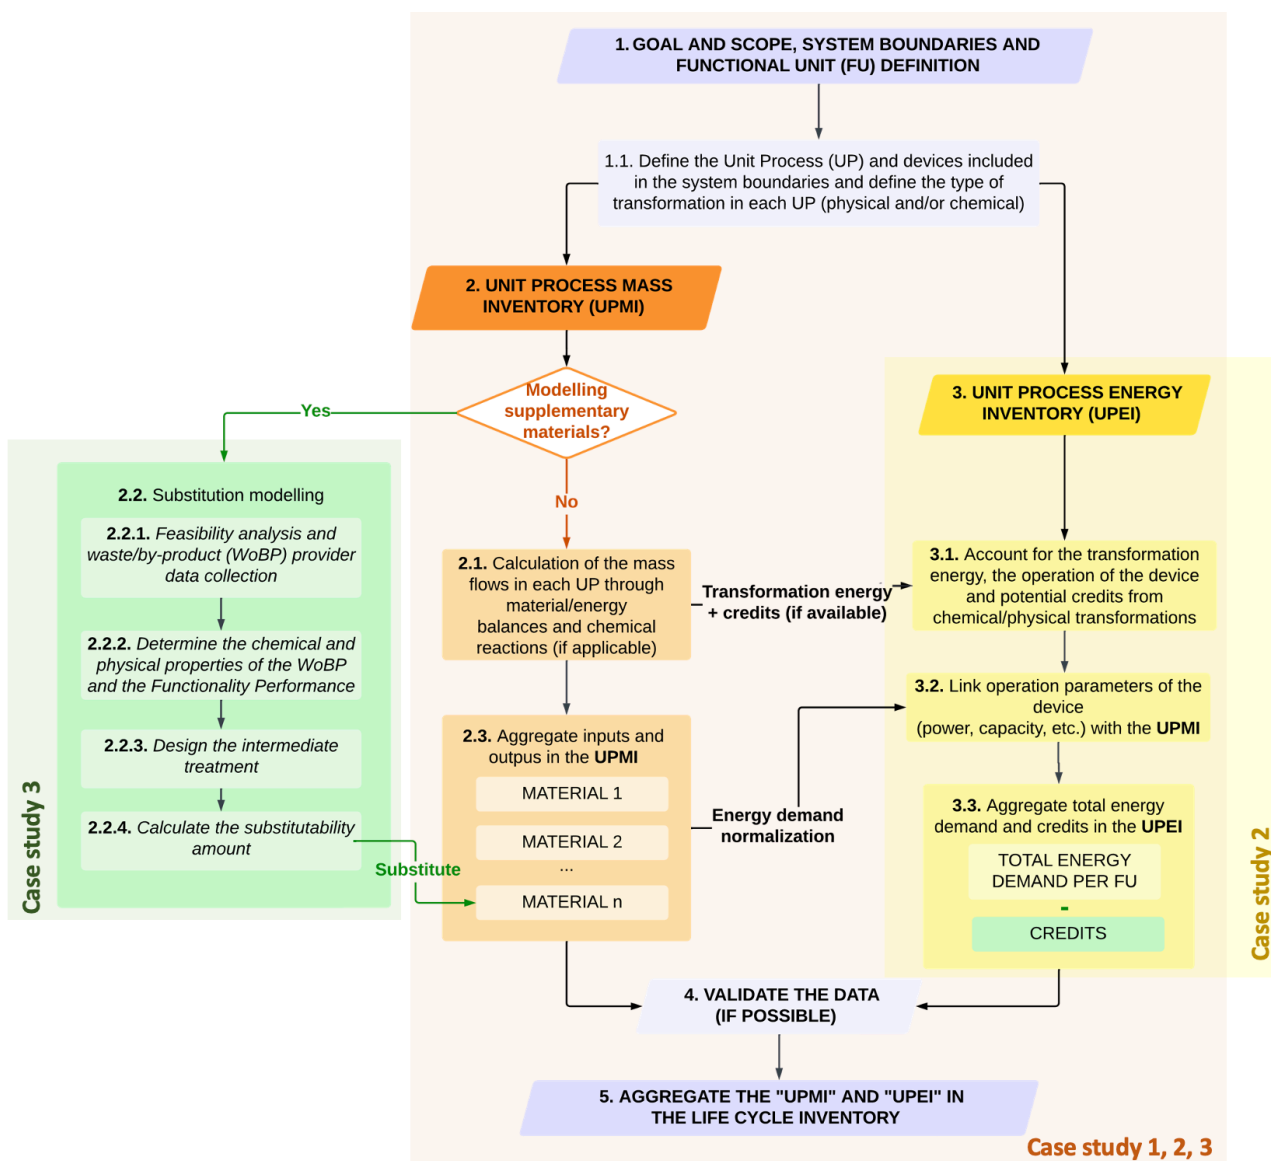 1. GOAL AND SCOPE, SYSTEM BOUNDARIES AND
FUNCTIONAL UNIT (FU) DEFINITION
1.1. Define the Unit Process (UP) and devices included
in the system boundaries and define the type of
transformation in each UP (physical and/or chemical)
2. UNIT PROCESS MASS
INVENTORY (UPMI)
Modelling
supplementary
materials?
Yes
No
2.2. Substitution modelling
2.2.1. Feasibility analysis and
waste/by-product (WoBP) provider
data collection
2.2.2. Determine the chemical and
physical properties of the WoBP
and the Functionality Performance
2.2.3. Design the intermediate
treatment
2.2.4. Calculate the substitutability
amount
Case study 3
Substitute
2.1. Calculation of the mass
flows in each UP through
material/energy
balances and chemical
reactions (if applicable)
Transformation energy
+ credits (if available)
2.3. Aggregate inputs and
outpus in the UPMI
MATERIAL 1
MATERIAL 2
...
MATERIAL n
Energy demand
normalization
3. UNIT PROCESS ENERGY
INVENTORY (UPEI)
3.1. Account for the transformation
energy, the operation of the device
and potential credits from
chemical/physical transformations
3.2. Link operation parameters of the
device
(power, capacity, etc.) with the UPMI
3.3. Aggregate total energy
demand and credits in the UPEI
TOTAL ENERGY
DEMAND PER FU
-
CREDITS
Case study 2
4. VALIDATE THE DATA
(IF POSSIBLE)
5. AGGREGATE THE "UPMI" AND "UPEI" IN
THE LIFE CYCLE INVENTORY
Case study 1, 2, 3